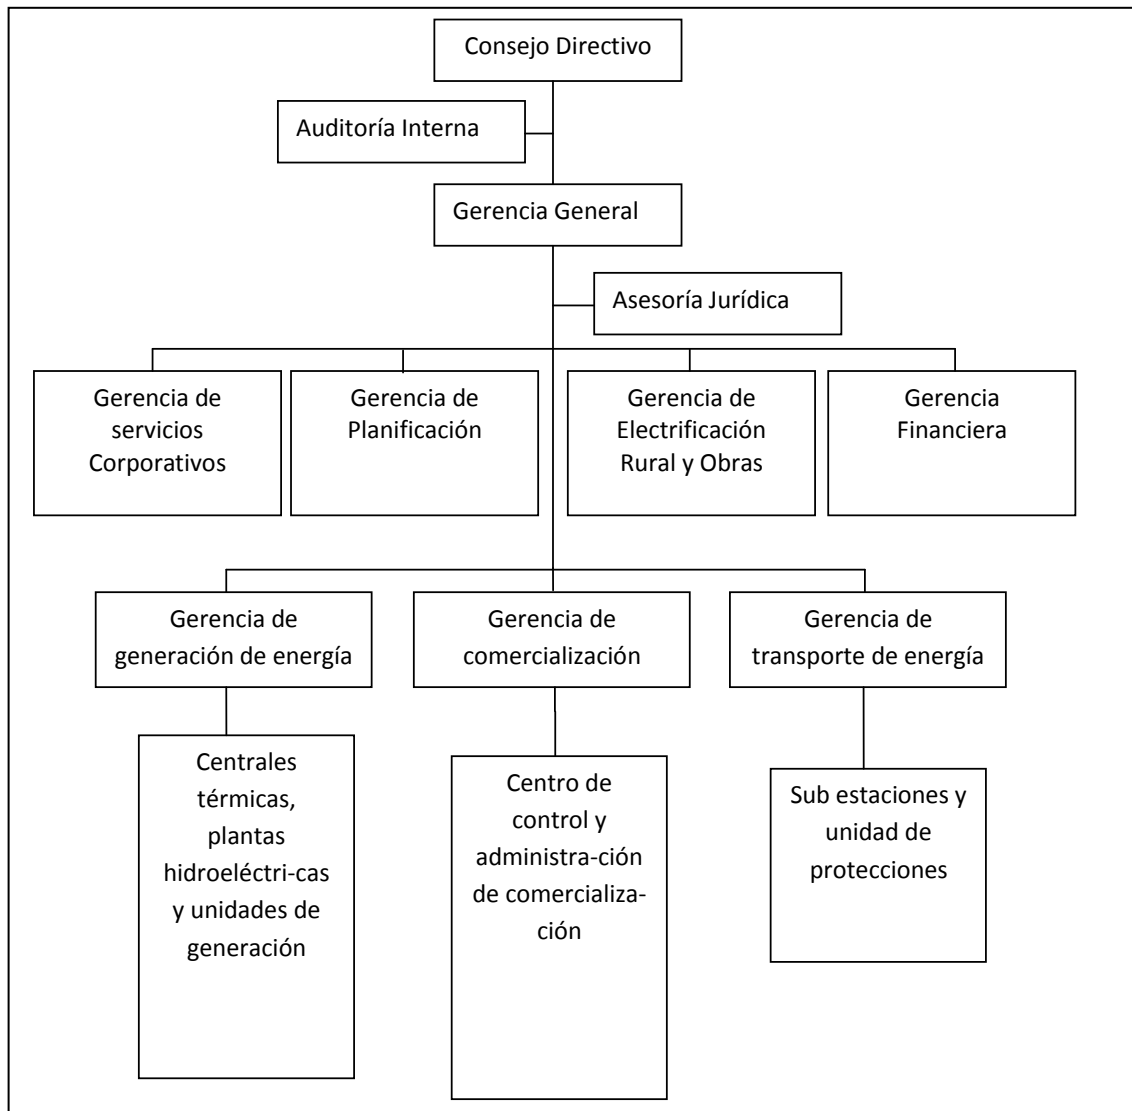 Consejo Directivo
Auditoría Interna
Gerencia General
Asesoría Jurídica
Gerencia de
servicios
Corporativos
Gerencia de
Planificación
Gerencia de
Electrificación
Rural y Obras
Gerencia
Financiera
Gerencia de
generación de energía
Gerencia de
comercialización
Gerencia de
transporte de energía
Centrales
térmicas,
plantas
hidroeléctri-cas
y unidades de
generación
Centro de
control y
administra-ción
de comercializa-
ción
Sub estaciones y
unidad de
protecciones